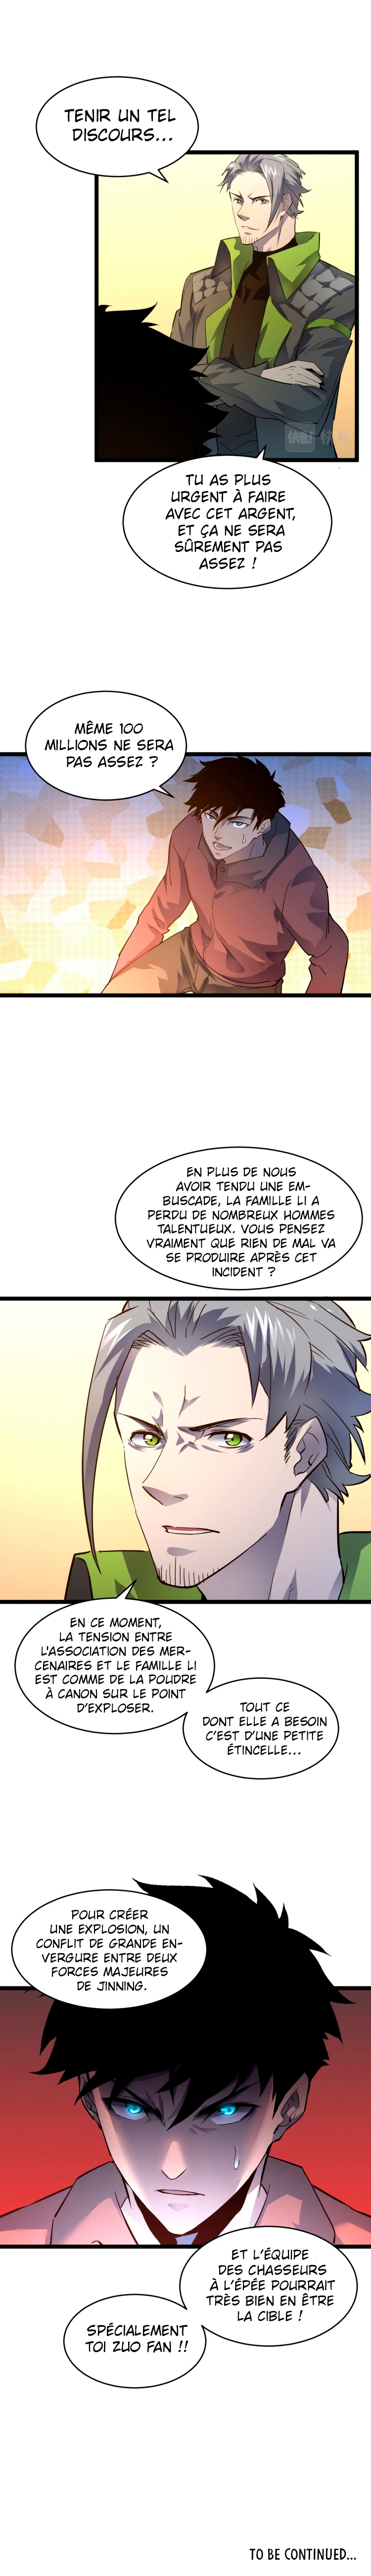 TENIR UN TEL
DISCOURS...
TU AS PLUS
URGENT À FAIRE
AVEC CET ARGENT,
ET ÇA NE SERA
SÛREMENT PAS
ASSEZ !
MÊME 100
MILLIONS NE SERA
PAS ASSEZ ?
EN PLUS DE NOUS
AVOIR TENDU UNE EM-
BUSCADE, LA FAMILLE LI A
PERDU DE NOMBREUX HOMMES
TALENTUEUX. VOUS PENSEZ
VRAIMENT QUE RIEN DE MAL VA
SE PRODUIRE APRÈS CET
INCIDENT ?
EN CE MOMENT,
LA TENSION ENTRE
L'ASSOCIATION DES MER-
CENAIRES ET LE FAMILLE LI
EST COMME DE LA POUDRE
À CANON SUR LE POINT
D'EXPLOSER.
TOUT CE
DONT ELLE A BESOIN
C'EST D'UNE PETITE
ÉTINCELLE...
POUR CRÉER
UNE EXPLOSION, UN
CONFLIT DE GRANDE EN-
VERGURE ENTRE DEUX
FORCES MAJEURES
DE JINNING.
ET L'ÉQUIPE
DES CHASSEURS
À L'ÉPÉE POURRAIT
TRÈS BIEN EN ÊTRE
LA CIBLE !
SPÉCIALEMENT
TOI ZUO FAN !!
TO BE CONTINUED...